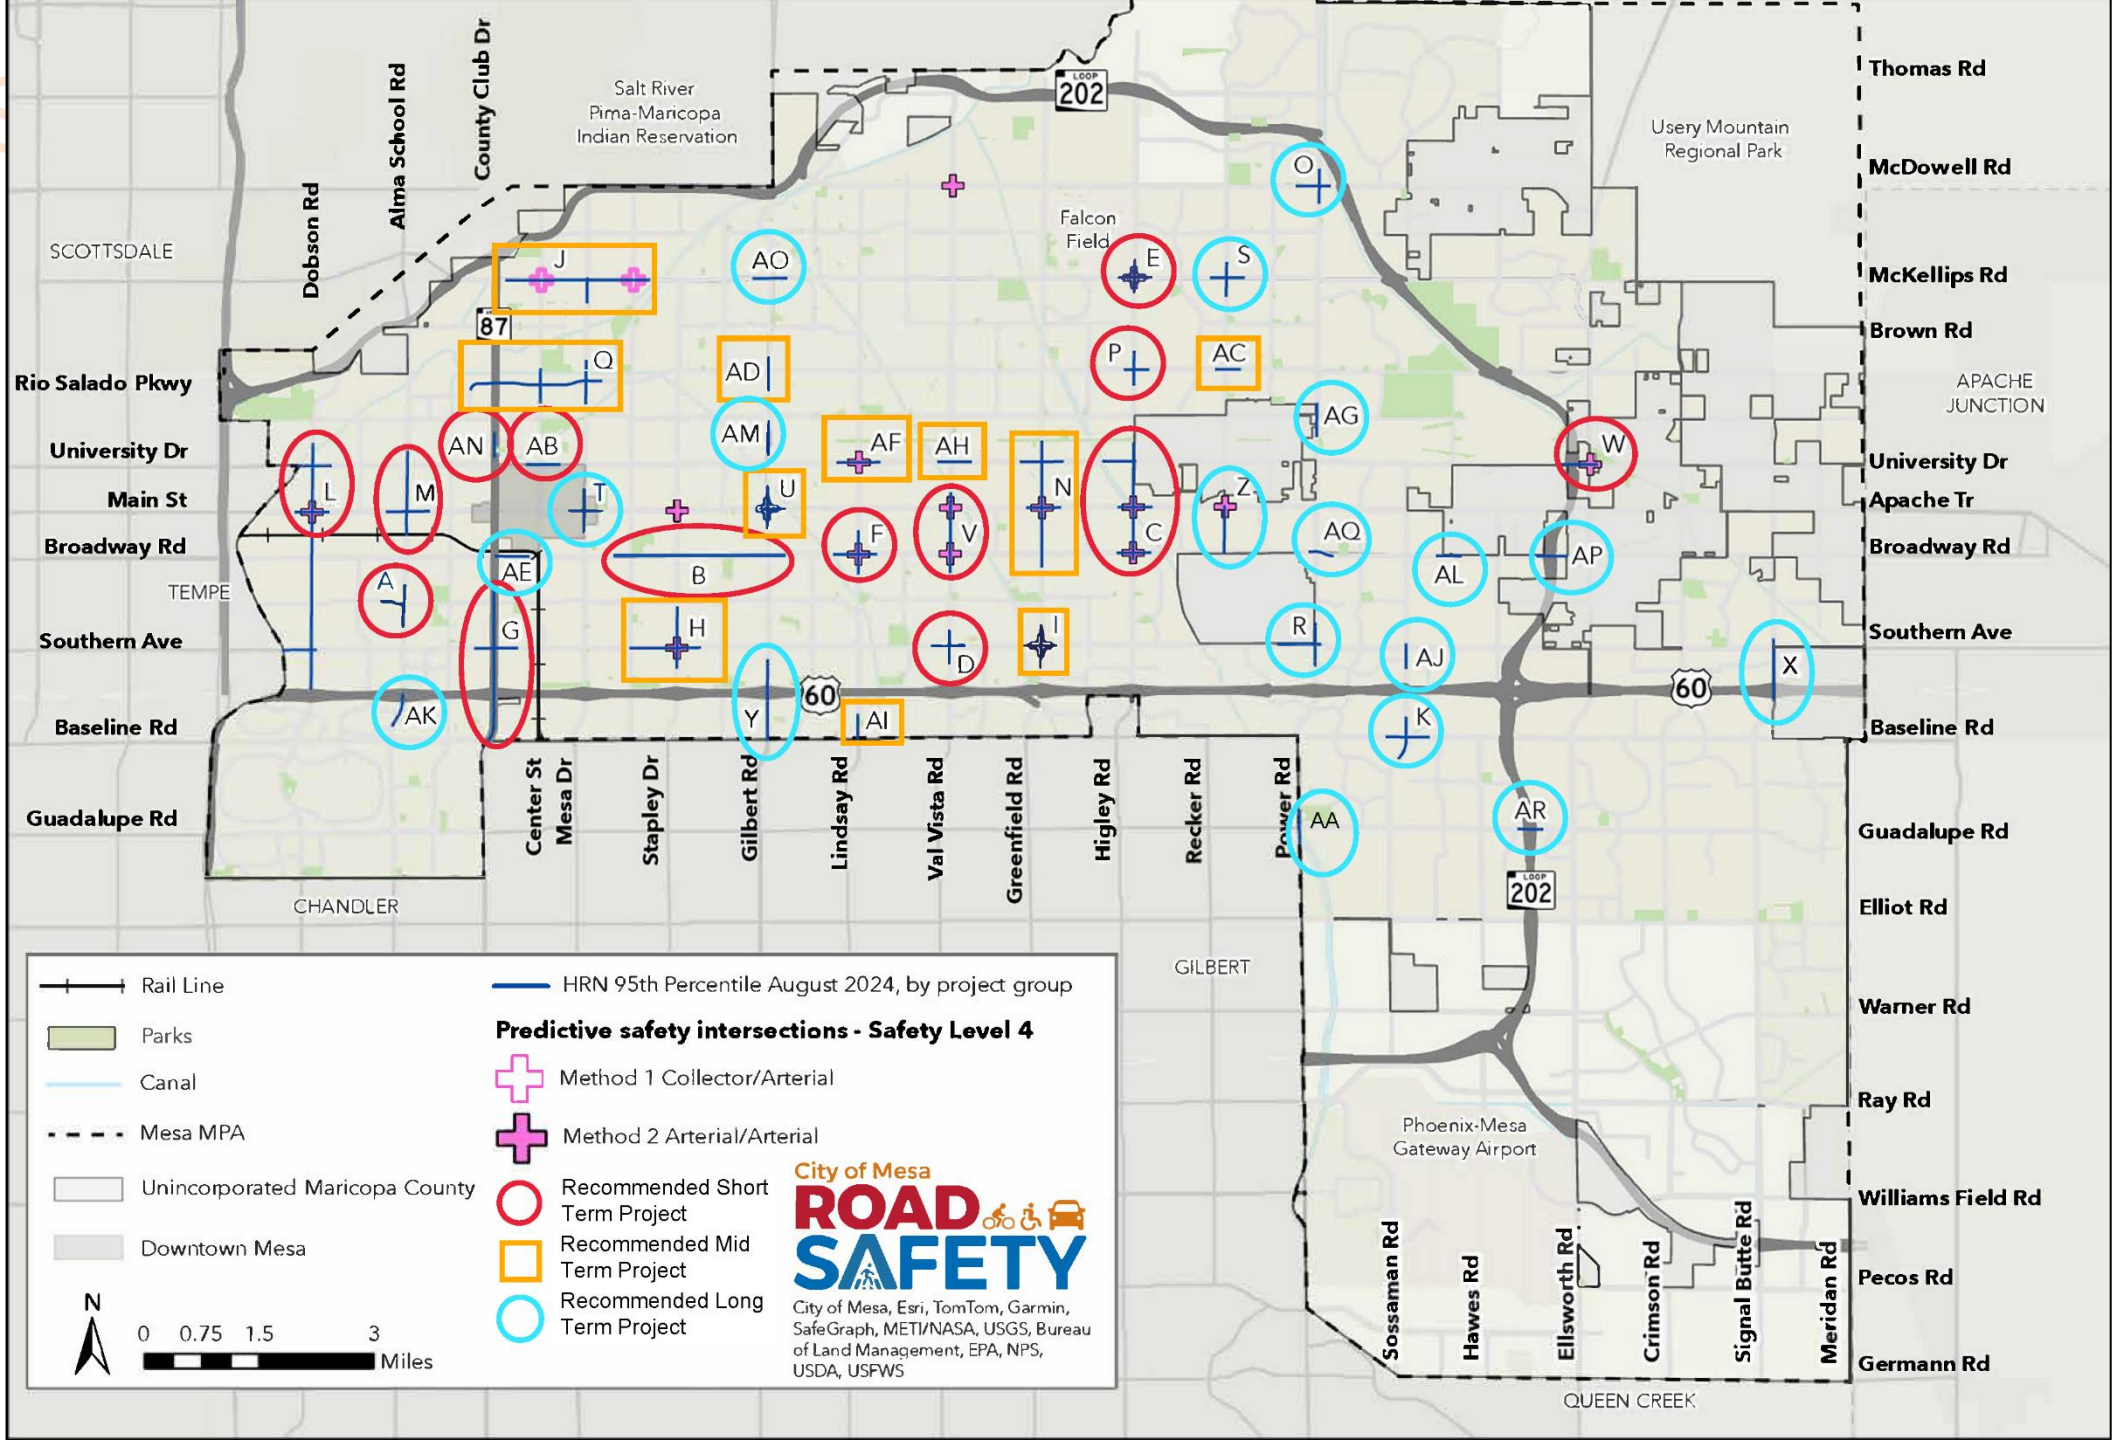 Thomas Rd
McDowell Rd
McKellips Rd
Brown Rd
University Dr
Apache Tr
Broadway Rd
Southern Ave
Baseline Rd
Guadalupe Rd
Elliot Rd
Warner Rd
Ray Rd
Williams Field Rd
Pecos Rd
Germann Rd
Rio Salado Pkwy
University Dr
Main St
Broadway Rd
Southern Ave
Baseline Rd
Guadalupe Rd
Dobson Rd
Alma School Rd
County Club Dr
Center St
Mesa Dr
Stapley Dr
Gilbert Rd
Lindsay Rd
Val Vista Rd
Greenfield Rd
Higley Rd
Recker Rd
Power Rd
Sossaman Rd
Hawes Rd
Ellsworth Rd
Crimson Rd
Signal Butte Rd
Meridan Rd
SCOTTSDALE
TEMPE
CHANDLER
GILBERT
QUEEN CREEK
APACHE
JUNCTION
Salt River
Pima-Maricopa
Indian Reservation
Usery Mountain
Regional Park
Falcon
Field
Phoenix-Mesa
Gateway Airport
LOOP
202
87
60
60
LOOP
202
O
J
AO
E
S
Q
AD
P
AC
AN
AB
AM
AF
AH
AG
W
L
M
T
U
N
Z
F
V
C
AQ
AE
B
AL
AP
A
G
H
D
I
R
AJ
X
AK
Y
AI
K
AA
AR
Rail Line
Parks
Canal
Mesa MPA
Unincorporated Maricopa County
Downtown Mesa
N
0 0.75 1.5 3
Miles
HRN 95th Percentile August 2024, by project group
Predictive safety intersections - Safety Level 4
Method 1 Collector/Arterial
Method 2 Arterial/Arterial
Recommended Short
Term Project
Recommended Mid
Term Project
Recommended Long
Term Project
City of Mesa
ROAD
SAFETY
City of Mesa, Esri, TomTom, Garmin,
SafeGraph, METI/NASA, USGS, Bureau
of Land Management, EPA, NPS,
USDA, USFWS